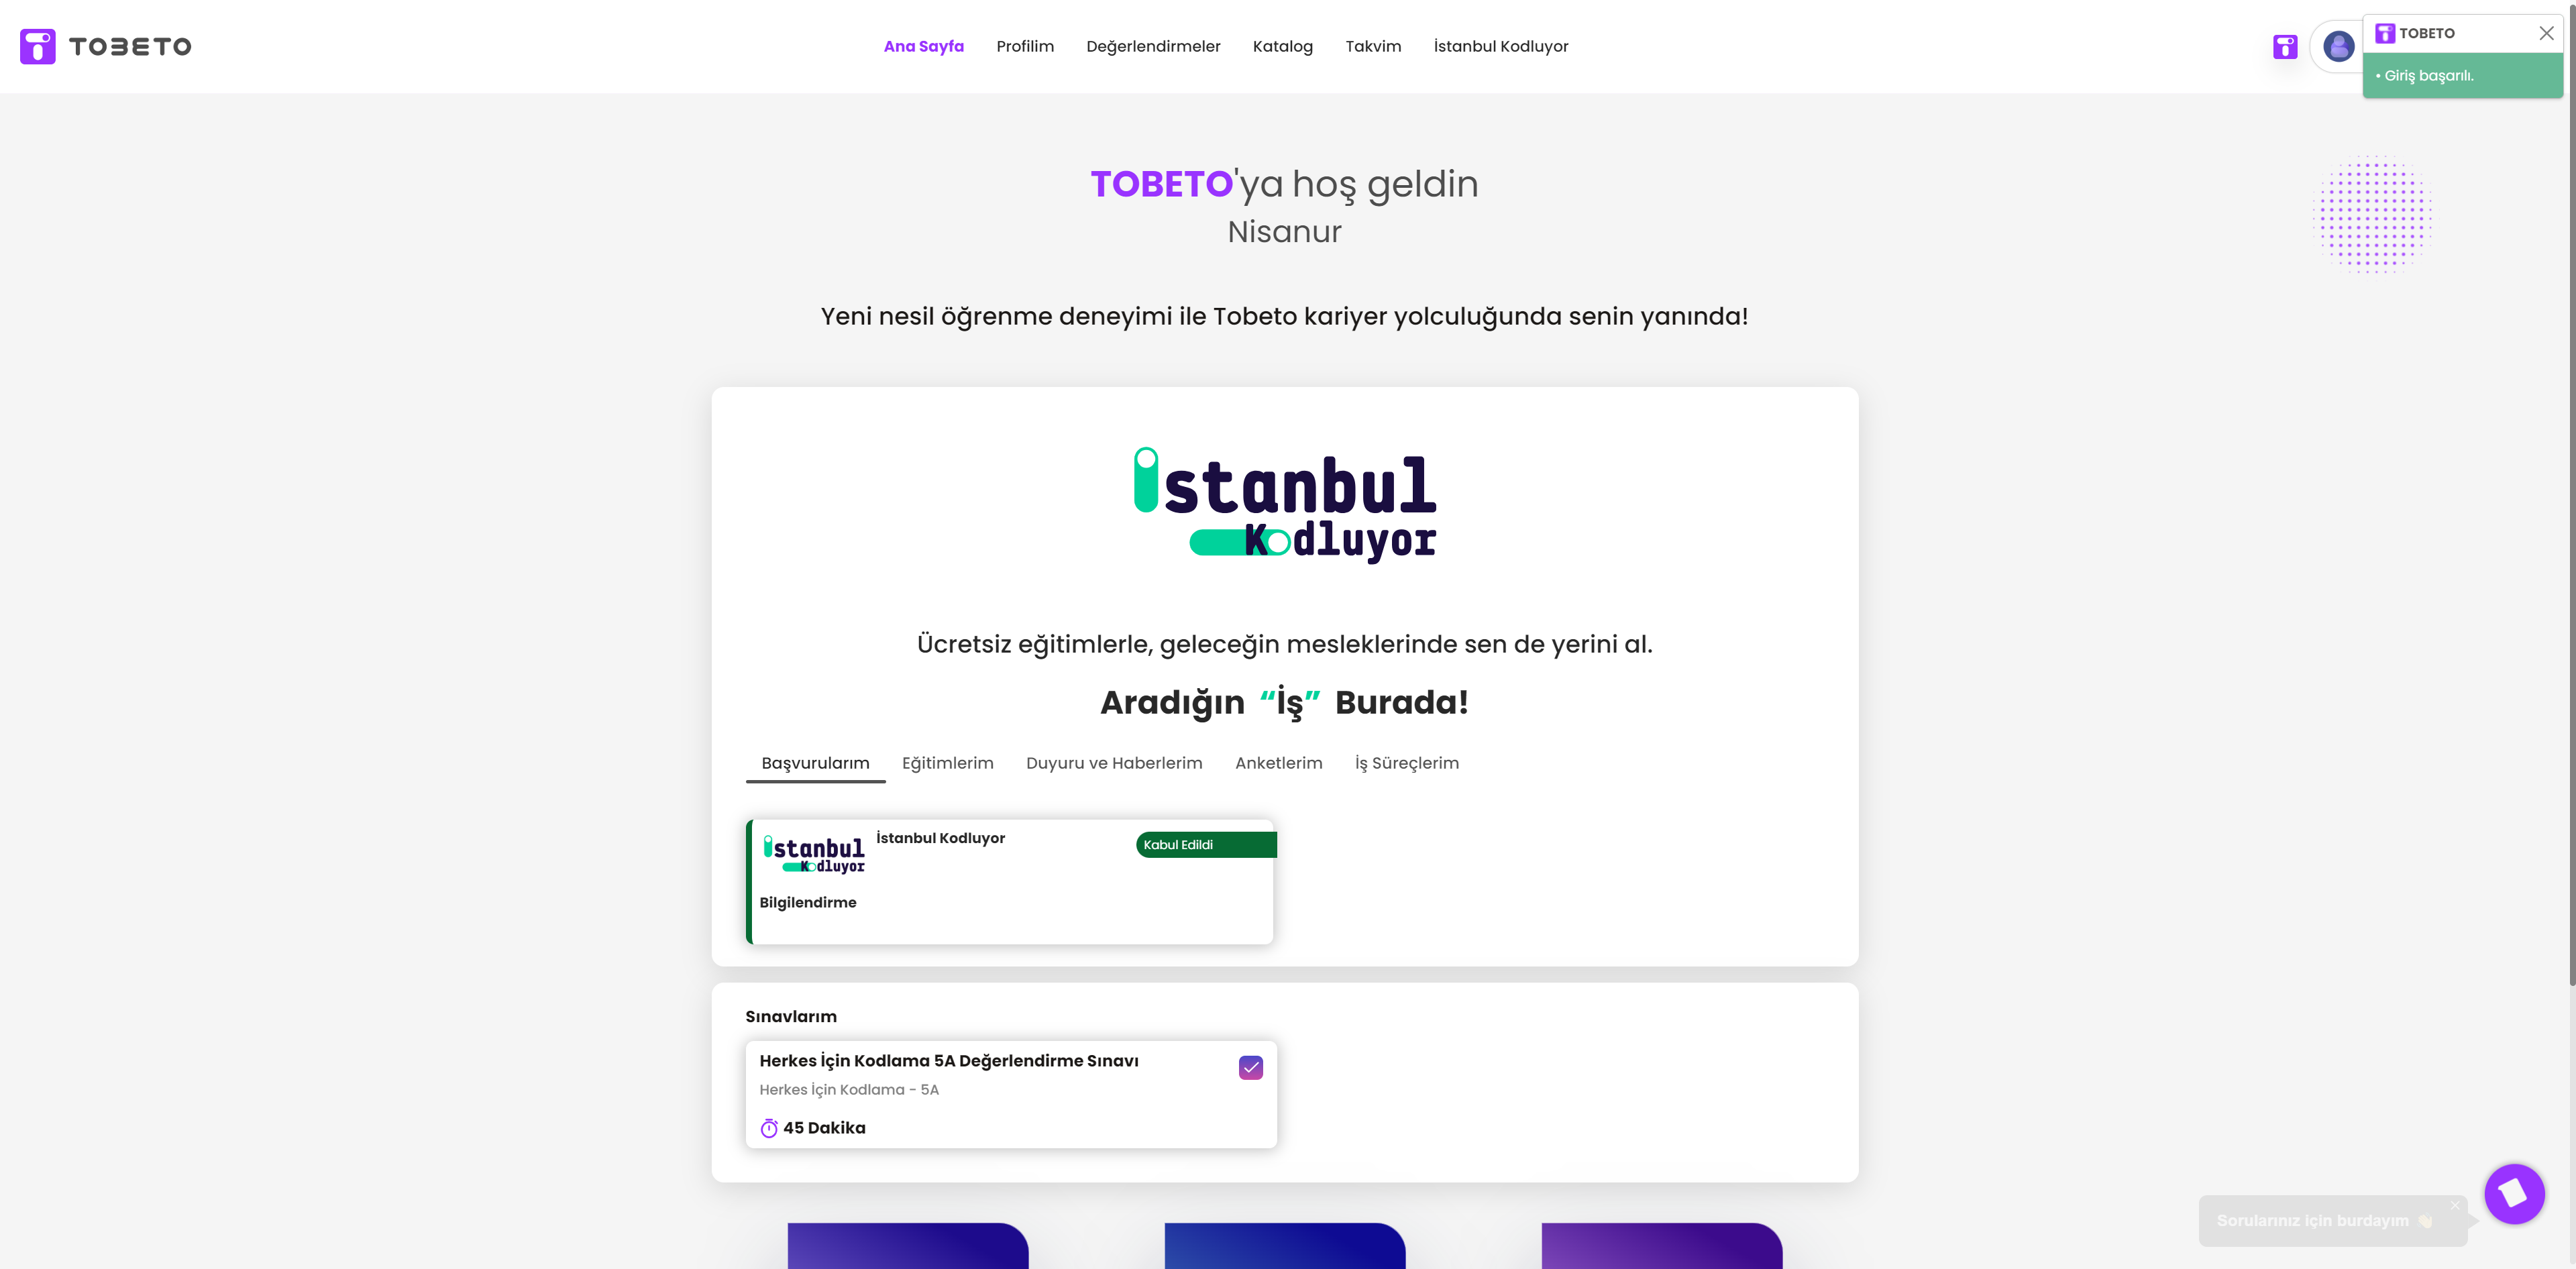 TOBETO
Ana Sayfa
Profilim
Değerlendirmeler
Katalog
Takvim
İstanbul Kodluyor
TOBETO
• Giriş başarılı.
TOBETO'ya hoş geldin
Nisanur
Yeni nesil öğrenme deneyimi ile Tobeto kariyer yolculuğunda senin yanında!
istanbul
Kodluyor
Ücretsiz eğitimlerle, geleceğin mesleklerinde sen de yerini al.
Aradığın “İş” Burada!
Başvurularım
Eğitimlerim
Duyuru ve Haberlerim
Anketlerim
İş Süreçlerim
istanbul
Kodluyor
İstanbul Kodluyor
Kabul Edildi
Bilgilendirme
Sınavlarım
Herkes İçin Kodlama 5A Değerlendirme Sınavı
Herkes İçin Kodlama - 5A
45 Dakika
Sorularınız için burdayım 👋